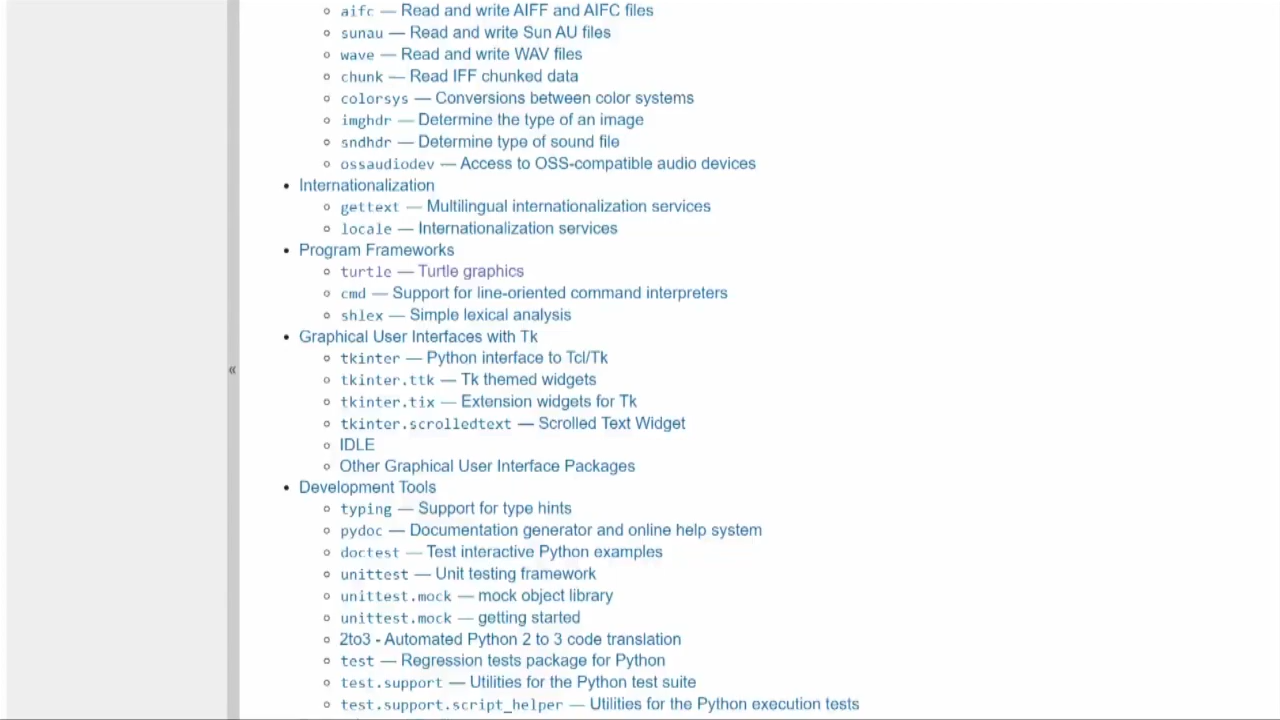 aifc — Read and write AIFF and AIFC files
sunau — Read and write Sun AU files
wave — Read and write WAV files
chunk — Read IFF chunked data
colorsys — Conversions between color systems
imghdr — Determine the type of an image
sndhdr — Determine type of sound file
ossaudiodev — Access to OSS-compatible audio devices
Internationalization
gettext — Multilingual internationalization services
locale — Internationalization services
Program Frameworks
turtle — Turtle graphics
cmd — Support for line-oriented command interpreters
shlex — Simple lexical analysis
Graphical User Interfaces with Tk
tkinter — Python interface to Tcl/Tk
tkinter.ttk — Tk themed widgets
tkinter.tix — Extension widgets for Tk
tkinter.scrolledtext — Scrolled Text Widget
IDLE
Other Graphical User Interface Packages
Development Tools
typing — Support for type hints
pydoc — Documentation generator and online help system
doctest — Test interactive Python examples
unittest — Unit testing framework
unittest.mock — mock object library
unittest.mock — getting started
2to3 - Automated Python 2 to 3 code translation
test — Regression tests package for Python
test.support — Utilities for the Python test suite
test.support.script_helper — Utilities for the Python execution tests
«